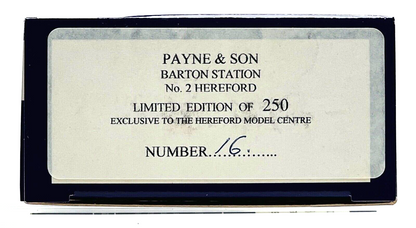 PAYNE & SON
BARTON STATION
No. 2 HEREFORD
LIMITED EDITION OF 250
EXCLUSIVE TO THE HEREFORD MODEL CENTRE
NUMBER...16...........